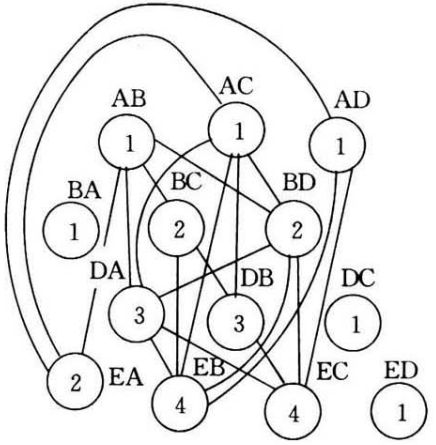 AB AC AD
1 1 1
BA BC BD
1 2 2
DA DB DC
3 3 1
EA EB EC ED
2 4 4 1